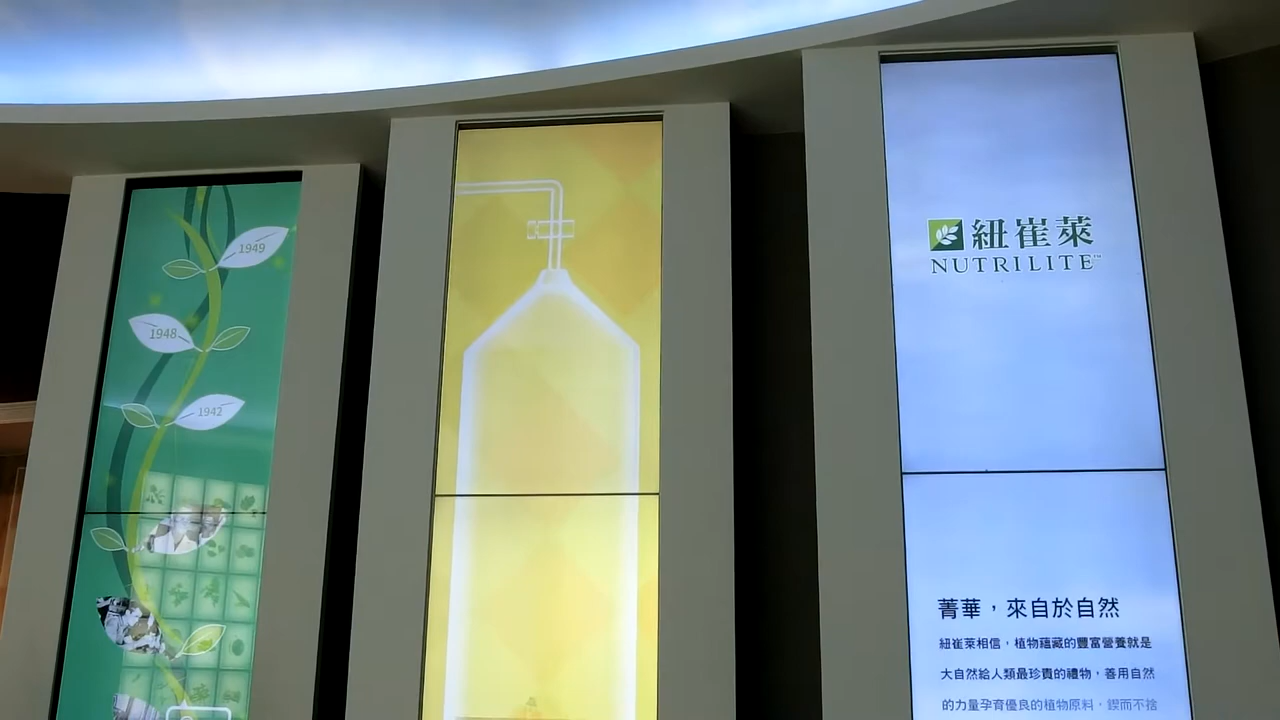 1949
1948
1942
紐崔萊
NUTRILITE™
菁華，來自於自然
紐崔萊相信，植物蘊藏的豐富營養就是
大自然給人類最珍貴的禮物，善用自然
的力量孕育優良的植物原料，鍥而不捨